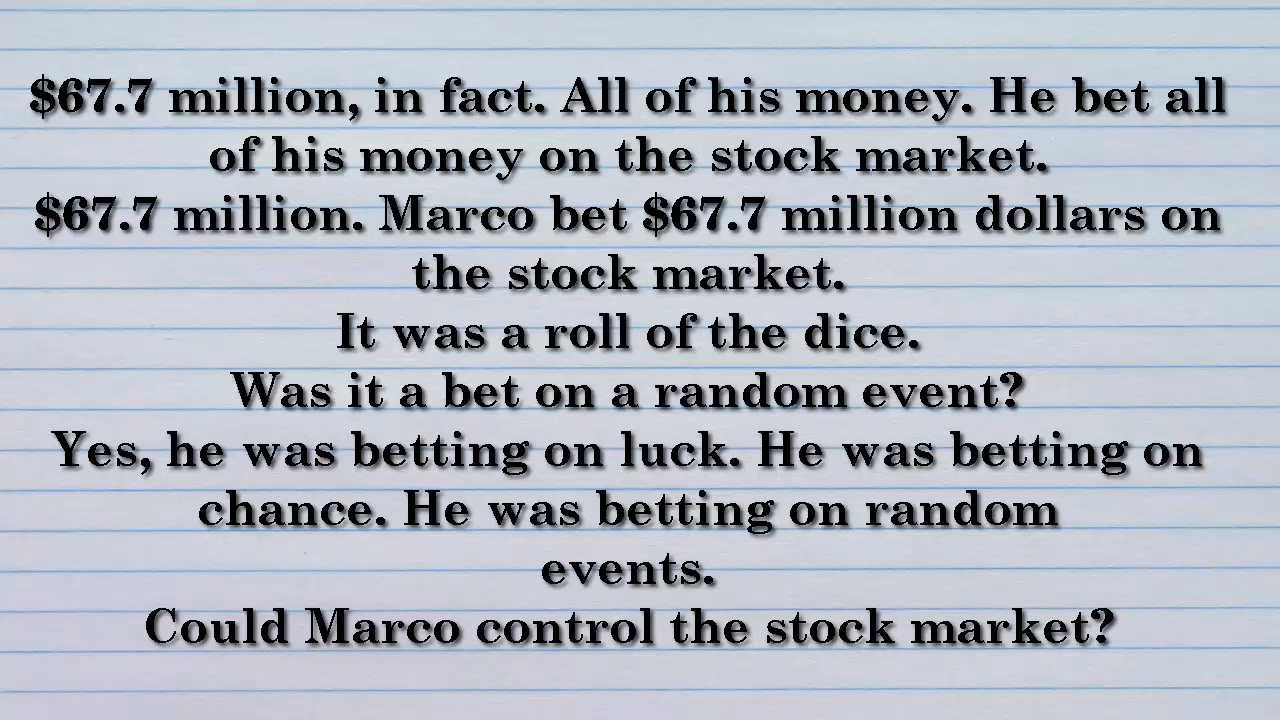 $67.7 million, in fact. All of his money. He bet all
of his money on the stock market.
$67.7 million. Marco bet $67.7 million dollars on
the stock market.
It was a roll of the dice.
Was it a bet on a random event?
Yes, he was betting on luck. He was betting on
chance. He was betting on random
events.
Could Marco control the stock market?